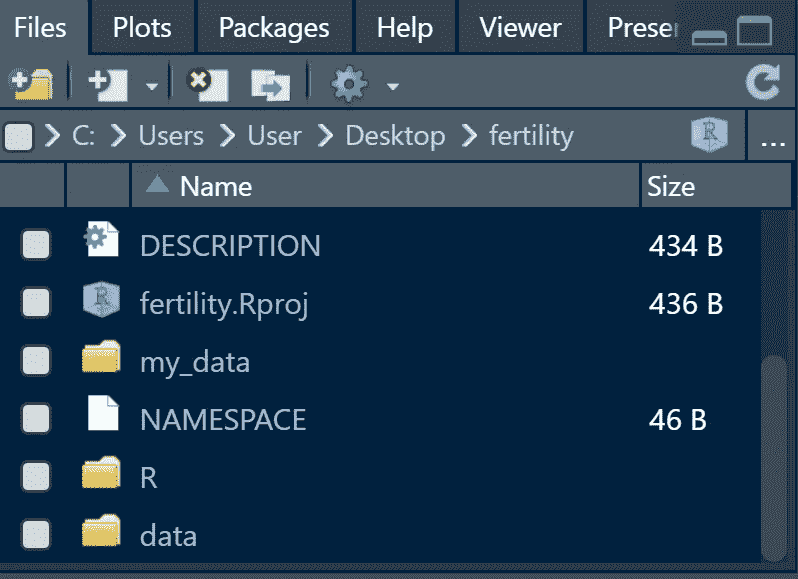 Files Plots Packages Help Viewer Preser
C: Users User Desktop fertility R ...
Name Size
DESCRIPTION 434 B
fertility.Rproj 436 B
my_data
NAMESPACE 46 B
R
data